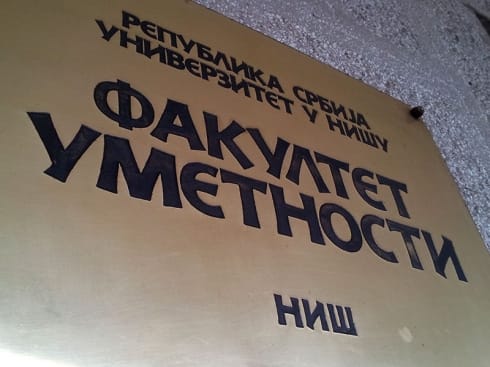 РЕПУБЛИКА СРБИЈА
УНИВЕРЗИТЕТ У НИШУ
ФАКУЛТЕТ
УМЕТНОСТИ
НИШ